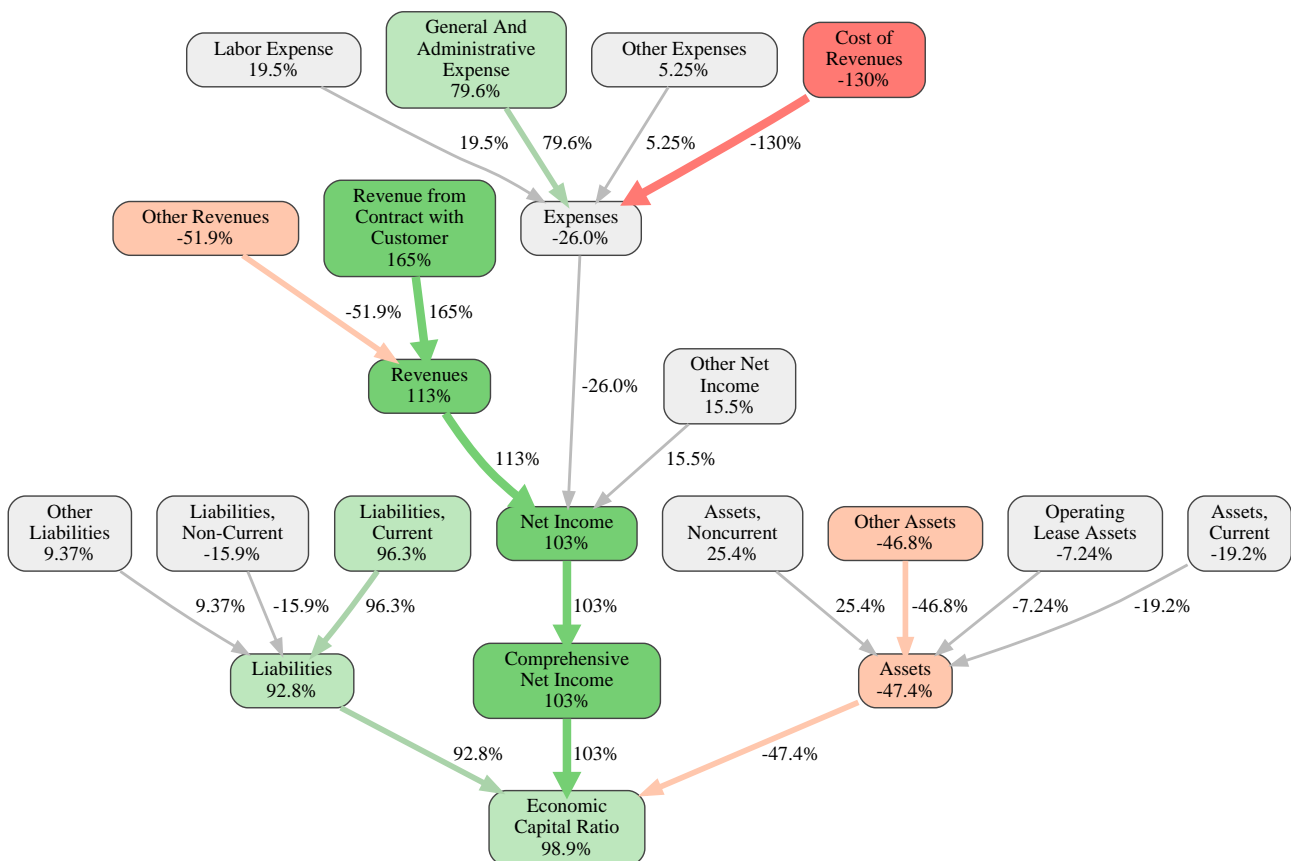 Labor Expense
19.5%
General And
Administrative
Expense
79.6%
Other Expenses
5.25%
Cost of
Revenues
-130%
19.5%
79.6%
5.25%
-130%
Other Revenues
-51.9%
Revenue from
Contract with
Customer
165%
Expenses
-26.0%
-51.9%
165%
Revenues
113%
-26.0%
Other Net
Income
15.5%
113%
15.5%
Other
Liabilities
9.37%
Liabilities,
Non-Current
-15.9%
Liabilities,
Current
96.3%
Net Income
103%
Assets,
Noncurrent
25.4%
Other Assets
-46.8%
Operating
Lease Assets
-7.24%
Assets,
Current
-19.2%
9.37%
-15.9%
96.3%
103%
25.4%
-46.8%
-7.24%
-19.2%
Liabilities
92.8%
Comprehensive
Net Income
103%
Assets
-47.4%
92.8%
103%
-47.4%
Economic
Capital Ratio
98.9%